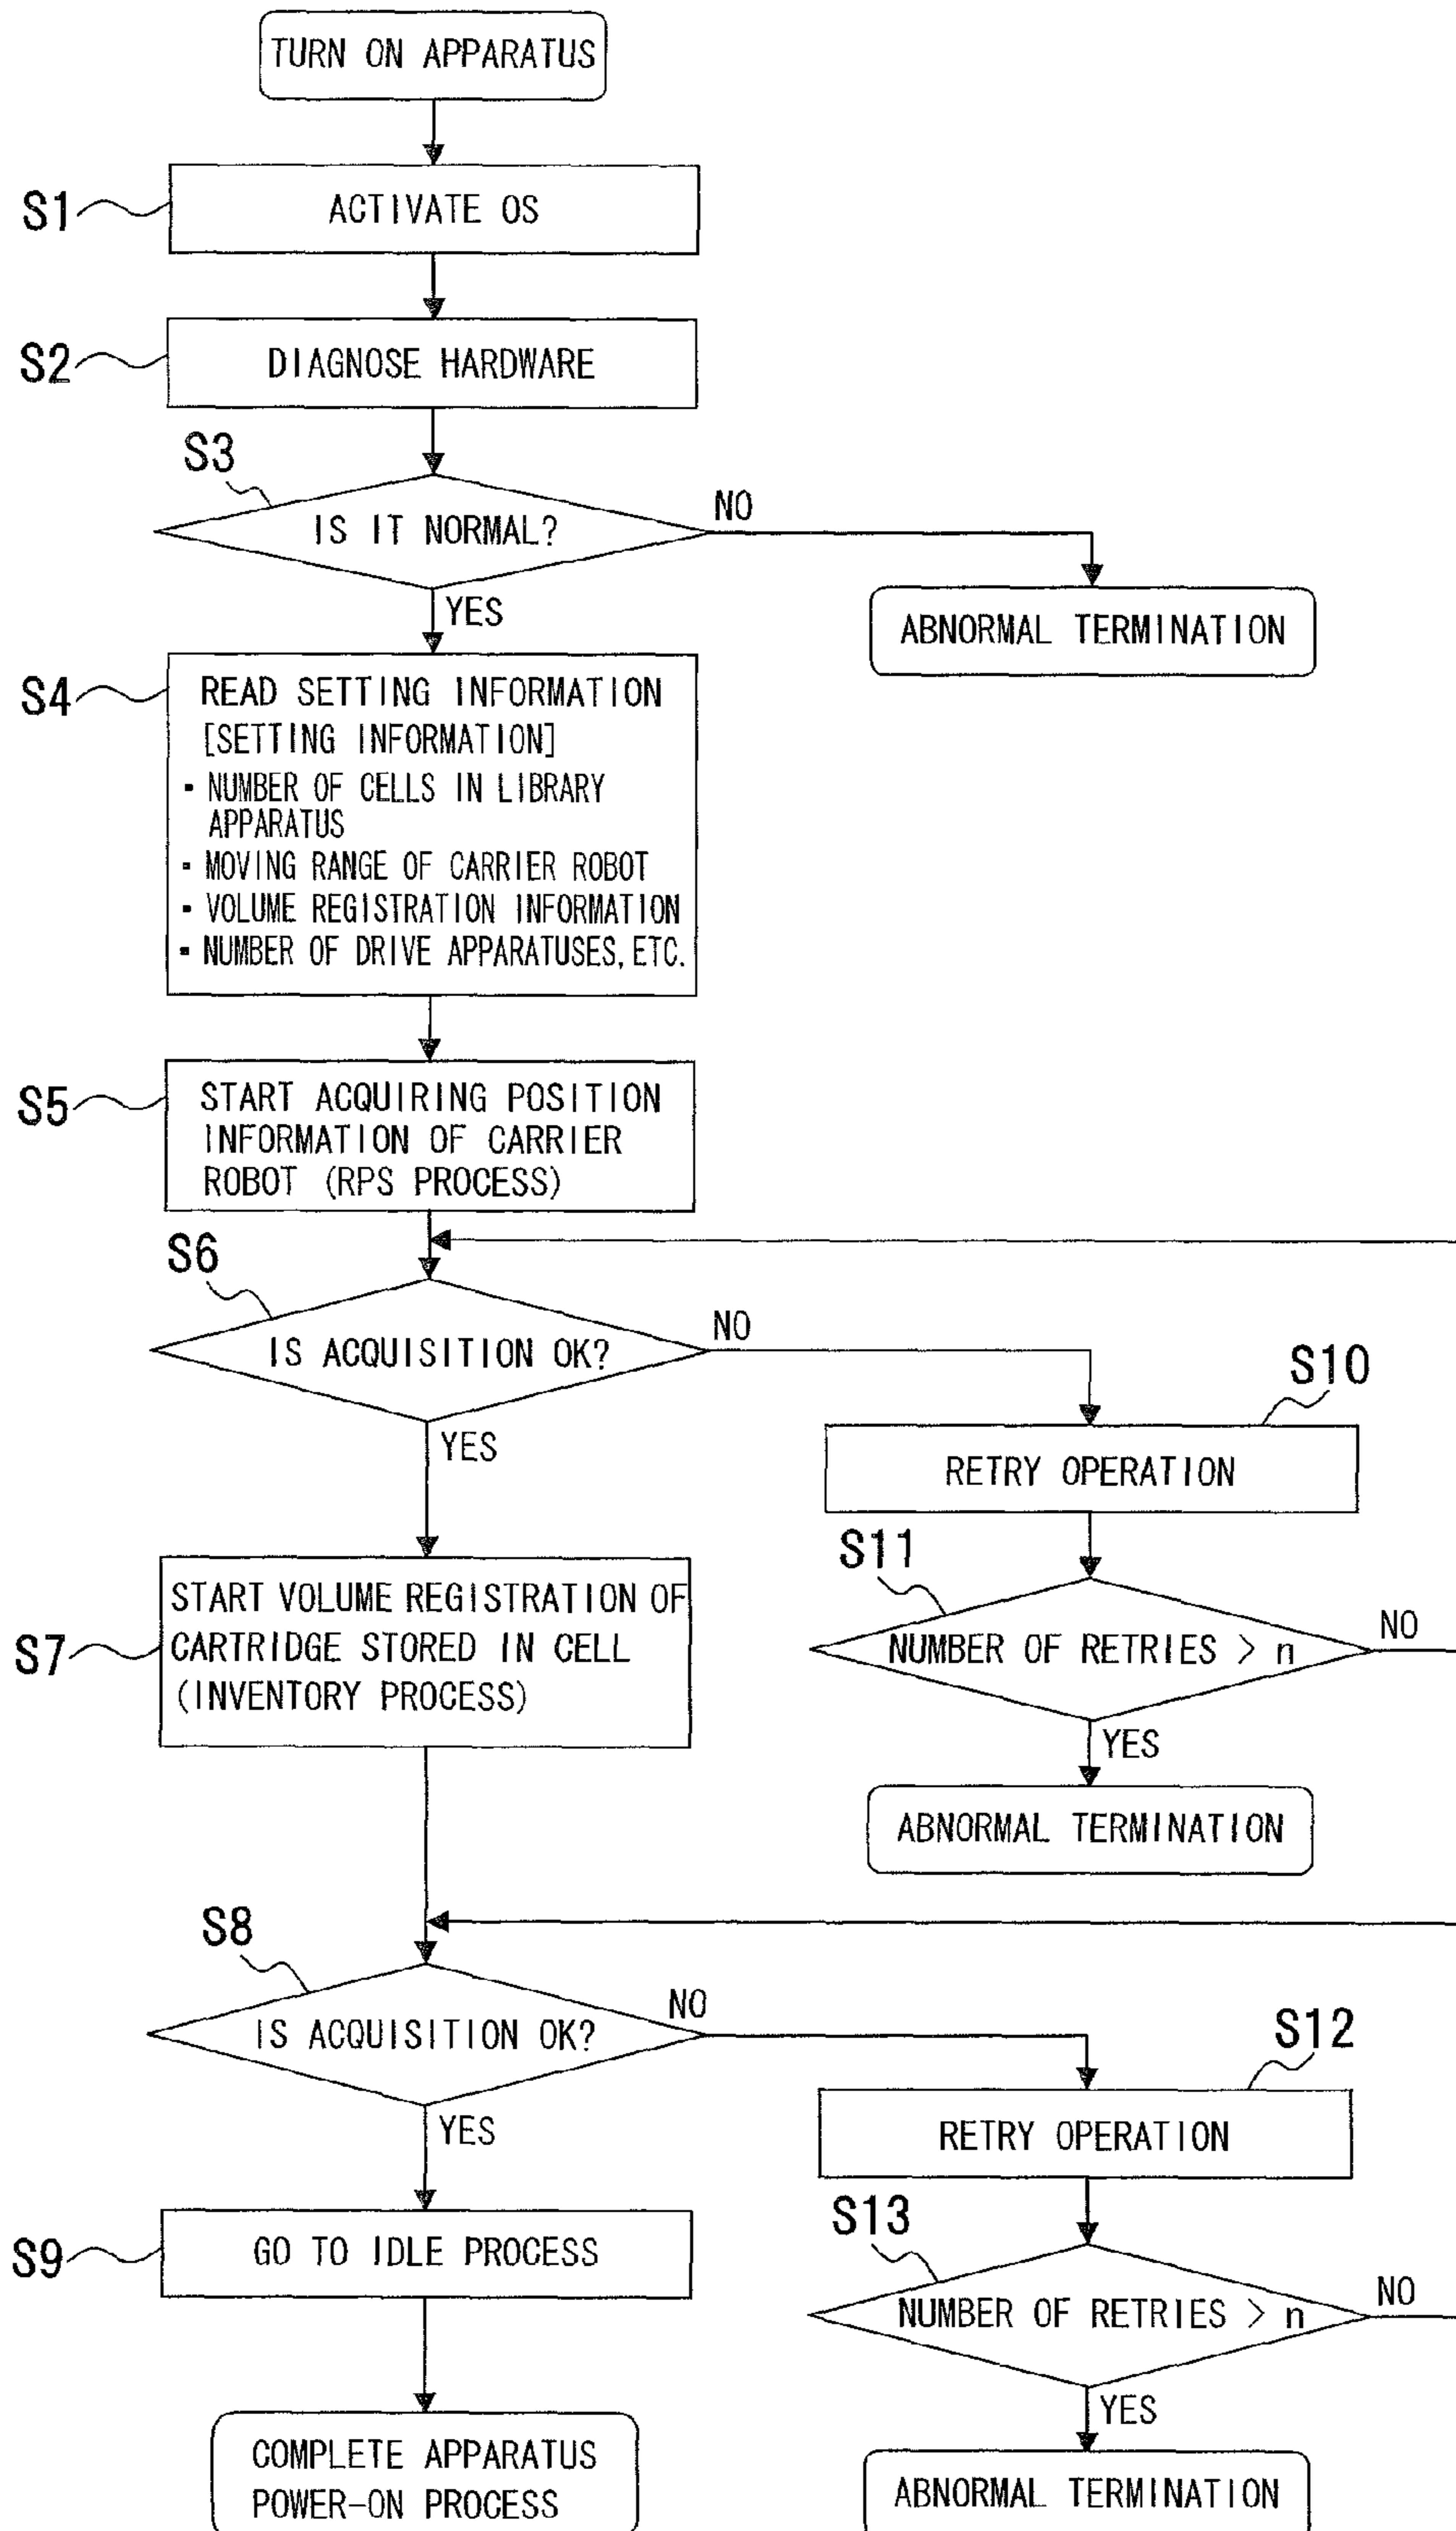 TURN ON APPARATUS
S1
ACTIVATE OS
S2
DIAGNOSE HARDWARE
S3
IS IT NORMAL?
NO
YES
ABNORMAL TERMINATION
S4
READ SETTING INFORMATION
[SETTING INFORMATION]
▪ NUMBER OF CELLS IN LIBRARY
APPARATUS
▪ MOVING RANGE OF CARRIER ROBOT
▪ VOLUME REGISTRATION INFORMATION
▪ NUMBER OF DRIVE APPARATUSES, ETC.
S5
START ACQUIRING POSITION
INFORMATION OF CARRIER
ROBOT (RPS PROCESS)
S6
IS ACQUISITION OK?
NO
YES
S10
RETRY OPERATION
S11
NUMBER OF RETRIES > n
NO
YES
ABNORMAL TERMINATION
S7
START VOLUME REGISTRATION OF
CARTRIDGE STORED IN CELL
(INVENTORY PROCESS)
S8
IS ACQUISITION OK?
NO
YES
S12
RETRY OPERATION
S13
NUMBER OF RETRIES > n
NO
YES
ABNORMAL TERMINATION
S9
GO TO IDLE PROCESS
COMPLETE APPARATUS
POWER-ON PROCESS